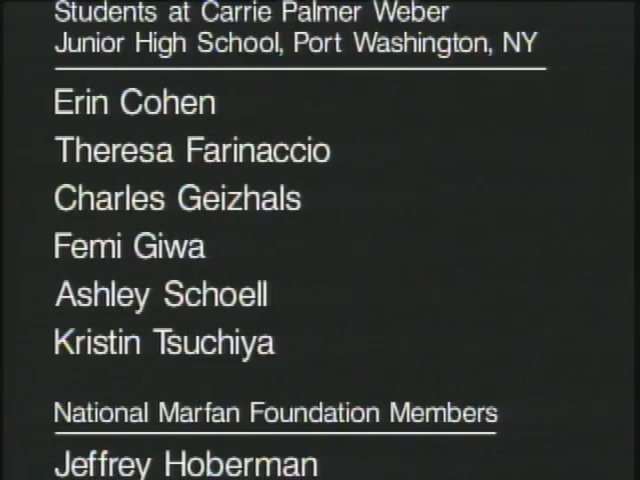 Students at Carrie Palmer Weber
Junior High School, Port Washington, NY
Erin Cohen
Theresa Farinaccio
Charles Geizhals
Femi Giwa
Ashley Schoell
Kristin Tsuchiya
National Marfan Foundation Members
Jeffrey Hoberman